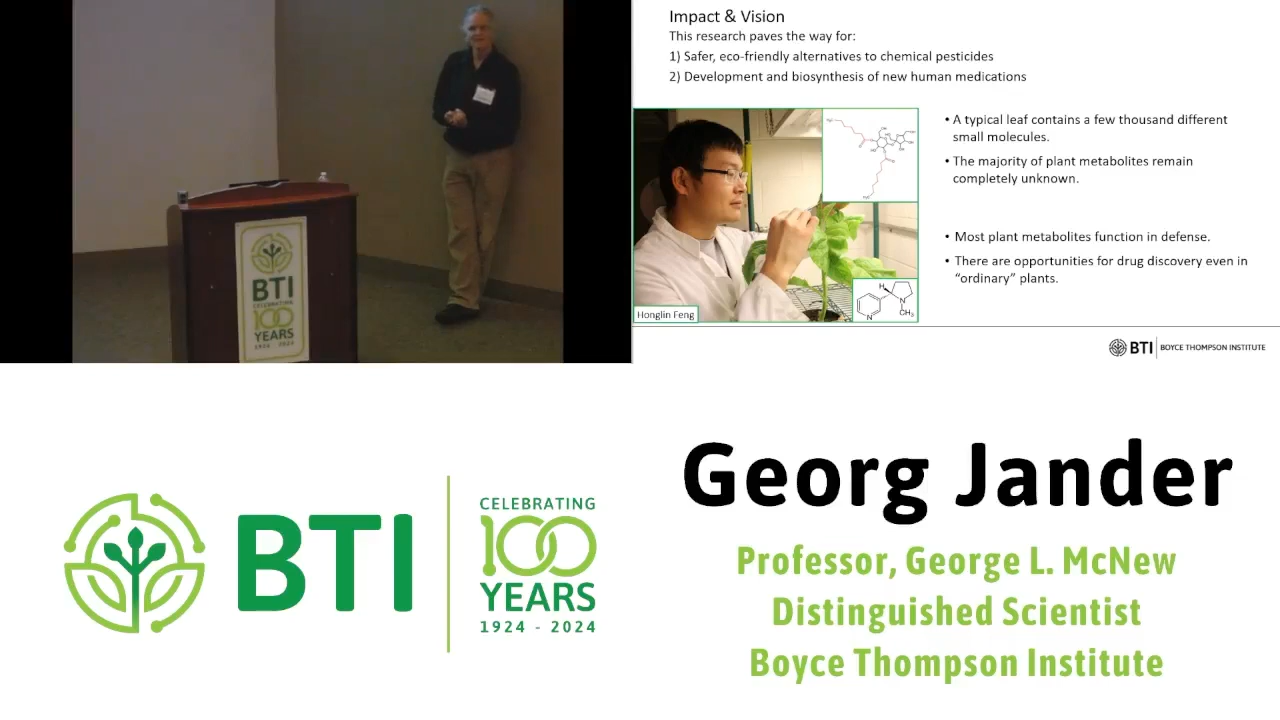 BTI
CELEBRATING
100
YEARS
1924 - 2024
Impact & Vision
This research paves the way for:
1) Safer, eco-friendly alternatives to chemical pesticides
2) Development and biosynthesis of new human medications
• A typical leaf contains a few thousand different
small molecules.
• The majority of plant metabolites remain
completely unknown.
• Most plant metabolites function in defense.
• There are opportunities for drug discovery even in
“ordinary” plants.
H
N
N
CH₃
Honglin Feng
BTI BOYCE THOMPSON INSTITUTE
BTI
CELEBRATING
100
YEARS
1924 - 2024
Georg Jander
Professor, George L. McNew
Distinguished Scientist
Boyce Thompson Institute